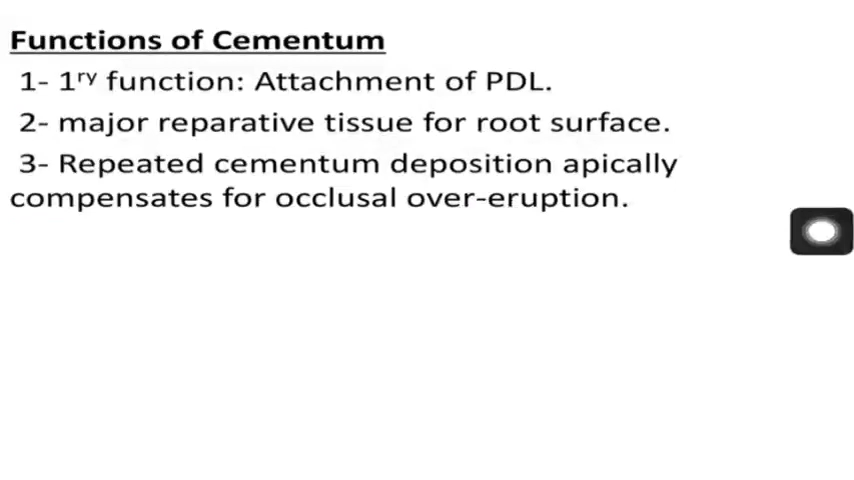 Functions of Cementum
1- 1ry function: Attachment of PDL.
2- major reparative tissue for root surface.
3- Repeated cementum deposition apically
compensates for occlusal over-eruption.